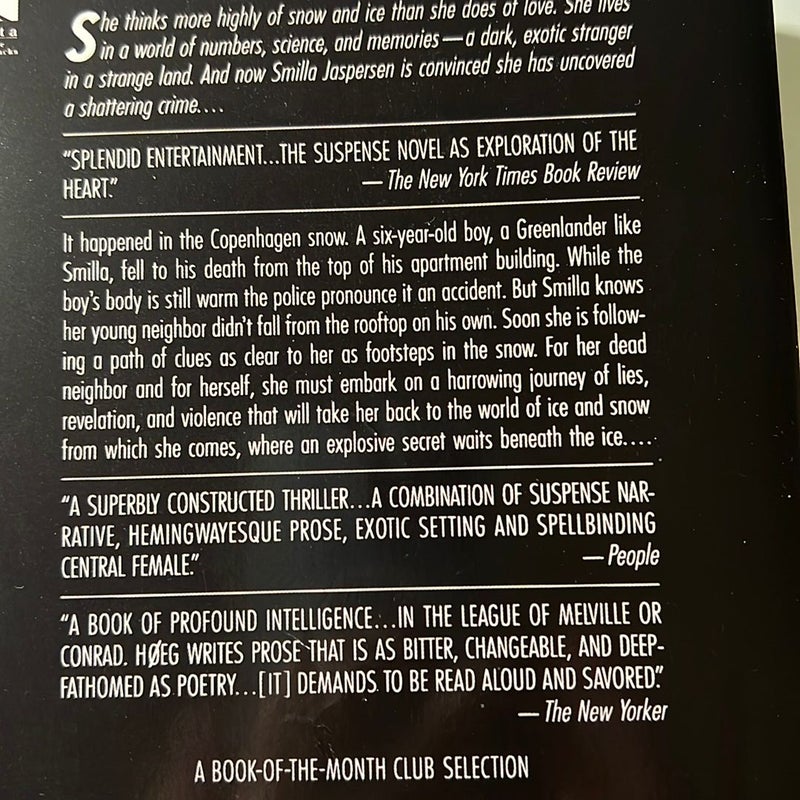 ta
She thinks more highly of snow and ice than she does of love. She lives
in a world of numbers, science, and memories—a dark, exotic stranger
in a strange land. And now Smilla Jaspersen is convinced she has uncovered
a shattering crime....
"SPLENDID ENTERTAINMENT...THE SUSPENSE NOVEL AS EXPLORATION OF THE
HEART."
— The New York Times Book Review
It happened in the Copenhagen snow. A six-year-old boy, a Greenlander like
Smilla, fell to his death from the top of his apartment building. While the
boy's body is still warm the police pronounce it an accident. But Smilla knows
her young neighbor didn't fall from the rooftop on his own. Soon she is follow-
ing a path of clues as clear to her as footsteps in the snow. For her dead
neighbor and for herself, she must embark on a harrowing journey of lies,
revelation, and violence that will take her back to the world of ice and snow
from which she comes, where an explosive secret waits beneath the ice....
"A SUPERBLY CONSTRUCTED THRILLER...A COMBINATION OF SUSPENSE NAR-
RATIVE, HEMINGWAYESQUE PROSE, EXOTIC SETTING AND SPELLBINDING
CENTRAL FEMALE."
— People
"A BOOK OF PROFOUND INTELLIGENCE...IN THE LEAGUE OF MELVILLE OR
CONRAD. HØEG WRITES PROSE THAT IS AS BITTER, CHANGEABLE, AND DEEP-
FATHOMED AS POETRY...[IT] DEMANDS TO BE READ ALOUD AND SAVORED."
— The New Yorker
A BOOK-OF-THE-MONTH CLUB SELECTION